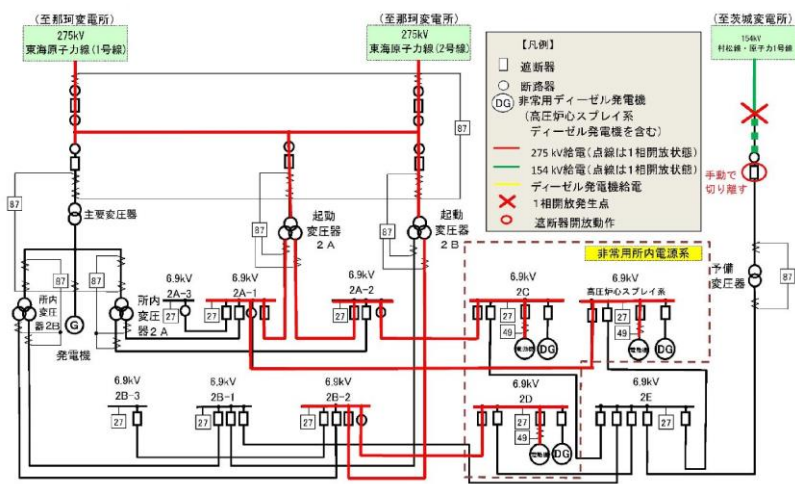 (至那珂変電所)
275kV
東海原子力線(1号線)
(至那珂変電所)
275kV
東海原子力線(2号線)
(至茨城変電所)
154kV
村松線・原子力1号線
【凡例】
遮断器
断路器
DG
非常用ディーゼル発電機
(高圧炉心スプレイ系
ディーゼル発電機を含む)
275 kV給電(点線は1相開放状態)
154 kV給電(点線は1相開放状態)
ディーゼル発電機給電
1相開放発生点
遮断器開放動作
手動で
切り離す
87
87
87
87
87
87
87
主要変圧器
起動
変圧器
2A
起動
変圧器
2B
予備
変圧器
所内
変圧
器2B
G
発電機
所内
変圧
器2A
非常用所内電源系
6.9kV
2A-3
27
6.9kV
2A-1
27
6.9kV
2A-2
27
6.9kV
2C
27
49
電動機
DG
6.9kV
高圧炉心スプレイ系
27
49
電動機
DG
6.9kV
2B-3
27
6.9kV
2B-1
27
6.9kV
2B-2
27
6.9kV
2D
27
49
電動機
DG
6.9kV
2E
27